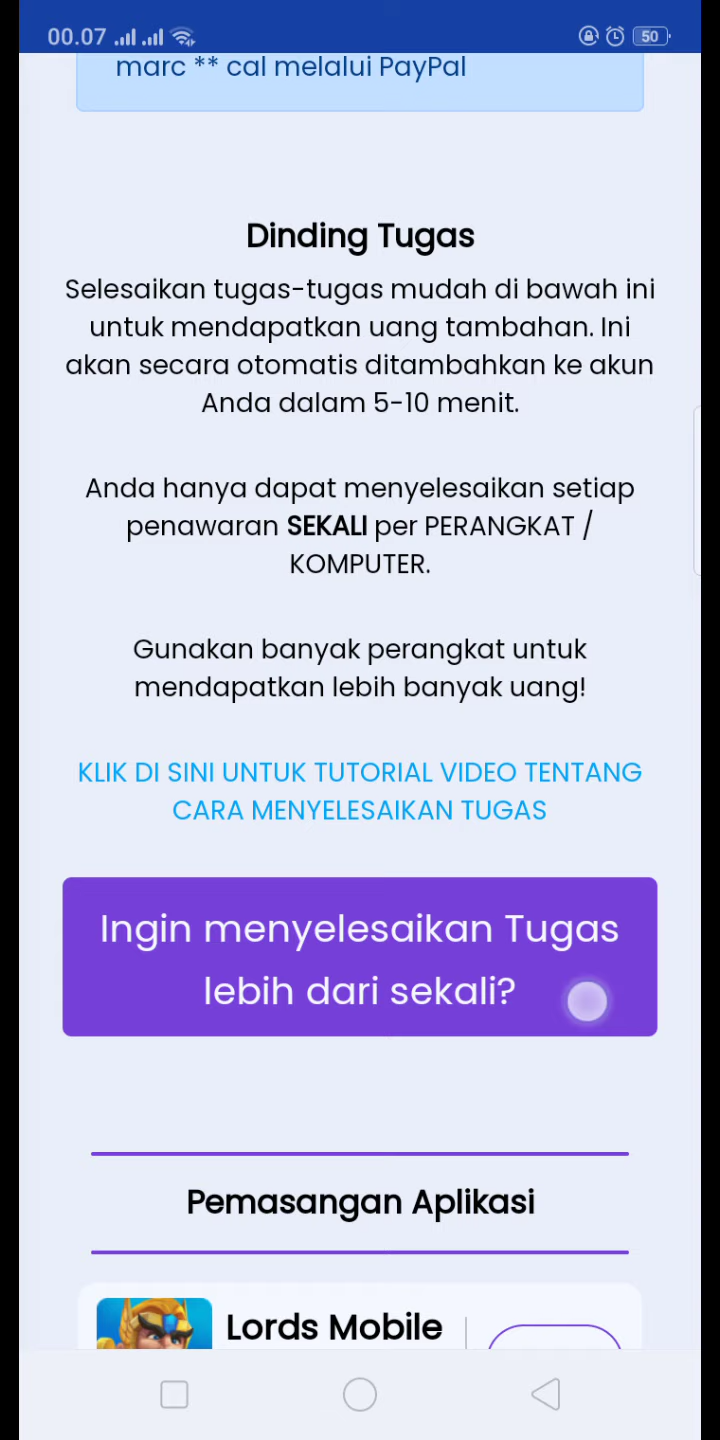 00.07
50
marc ** cal melalui PayPal
Dinding Tugas
Selesaikan tugas-tugas mudah di bawah ini
untuk mendapatkan uang tambahan. Ini
akan secara otomatis ditambahkan ke akun
Anda dalam 5-10 menit.
Anda hanya dapat menyelesaikan setiap
penawaran SEKALI per PERANGKAT /
KOMPUTER.
Gunakan banyak perangkat untuk
mendapatkan lebih banyak uang!
KLIK DI SINI UNTUK TUTORIAL VIDEO TENTANG
CARA MENYELESAIKAN TUGAS
Ingin menyelesaikan Tugas
lebih dari sekali?
Pemasangan Aplikasi
Lords Mobile